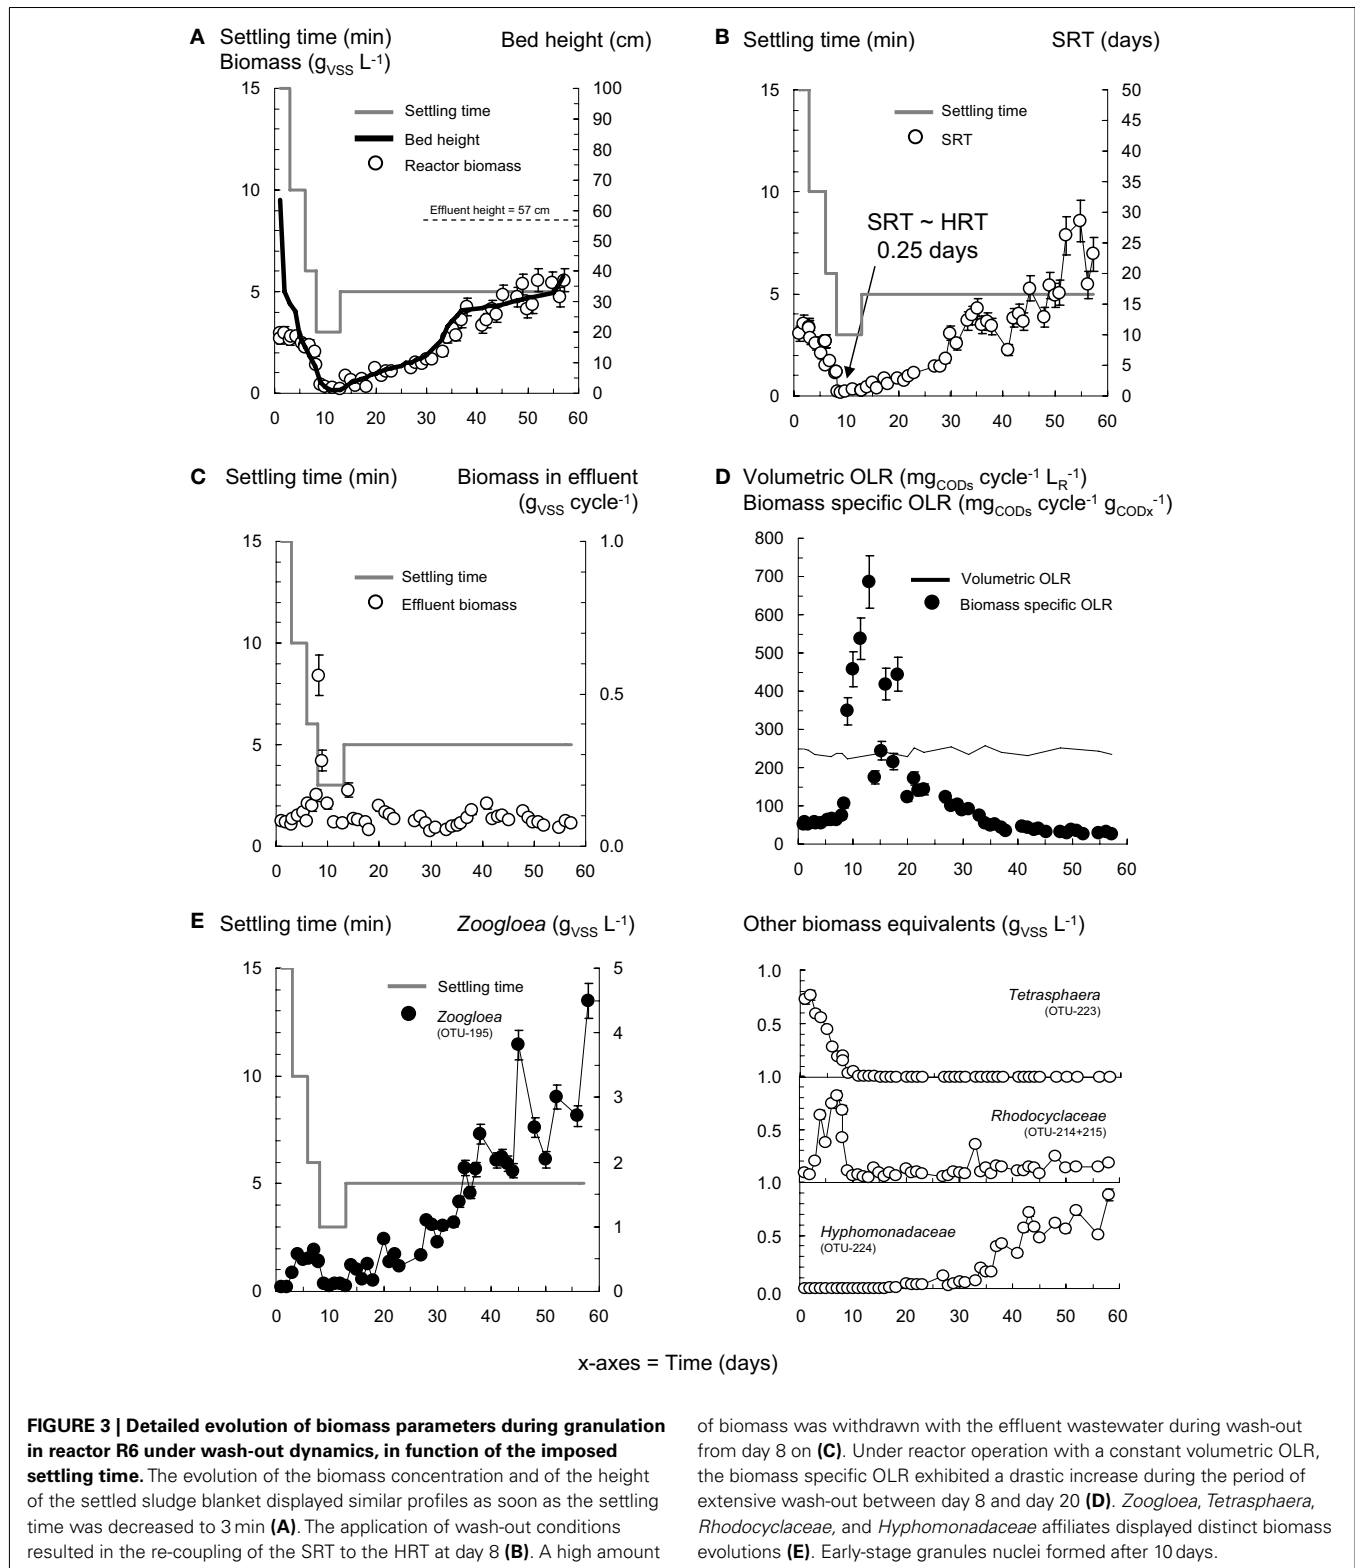 A Settling time (min)
Biomass (gVSS L-1)
Bed height (cm)
15
10
5
0
100
90
80
70
60
50
40
30
20
10
0
Settling time
Bed height
Reactor biomass
Effluent height = 57 cm
0 10 20 30 40 50 60
B Settling time (min)
SRT (days)
15
10
5
0
50
45
40
35
30
25
20
15
10
5
0
Settling time
SRT
SRT ~ HRT
0.25 days
0 10 20 30 40 50 60
C Settling time (min)
Biomass in effluent
(gVSS cycle-1)
15
10
5
0
1.0
0.5
0.0
Settling time
Effluent biomass
0 10 20 30 40 50 60
D Volumetric OLR (mgCODs cycle-1 LR-1)
Biomass specific OLR (mgCODs cycle-1 gCODx-1)
800
700
600
500
400
300
200
100
0
Volumetric OLR
Biomass specific OLR
0 10 20 30 40 50 60
E Settling time (min)
Zoogloea (gVSS L-1)
15
10
5
0
5
4
3
2
1
0
Settling time
Zoogloea
(OTU-195)
0 10 20 30 40 50 60
Other biomass equivalents (gVSS L-1)
1.0
0.5
1.0
0.5
1.0
0.5
0.0
Tetrasphaera
(OTU-223)
Rhodocyclaceae
(OTU-214+215)
Hyphomonadaceae
(OTU-224)
0 10 20 30 40 50 60
x-axes = Time (days)
FIGURE 3 | Detailed evolution of biomass parameters during granulation
in reactor R6 under wash-out dynamics, in function of the imposed
settling time. The evolution of the biomass concentration and of the height
of the settled sludge blanket displayed similar profiles as soon as the settling
time was decreased to 3 min (A). The application of wash-out conditions
resulted in the re-coupling of the SRT to the HRT at day 8 (B). A high amount
of biomass was withdrawn with the effluent wastewater during wash-out
from day 8 on (C). Under reactor operation with a constant volumetric OLR,
the biomass specific OLR exhibited a drastic increase during the period of
extensive wash-out between day 8 and day 20 (D). Zoogloea, Tetrasphaera,
Rhodocyclaceae, and Hyphomonadaceae affiliates displayed distinct biomass
evolutions (E). Early-stage granules nuclei formed after 10 days.